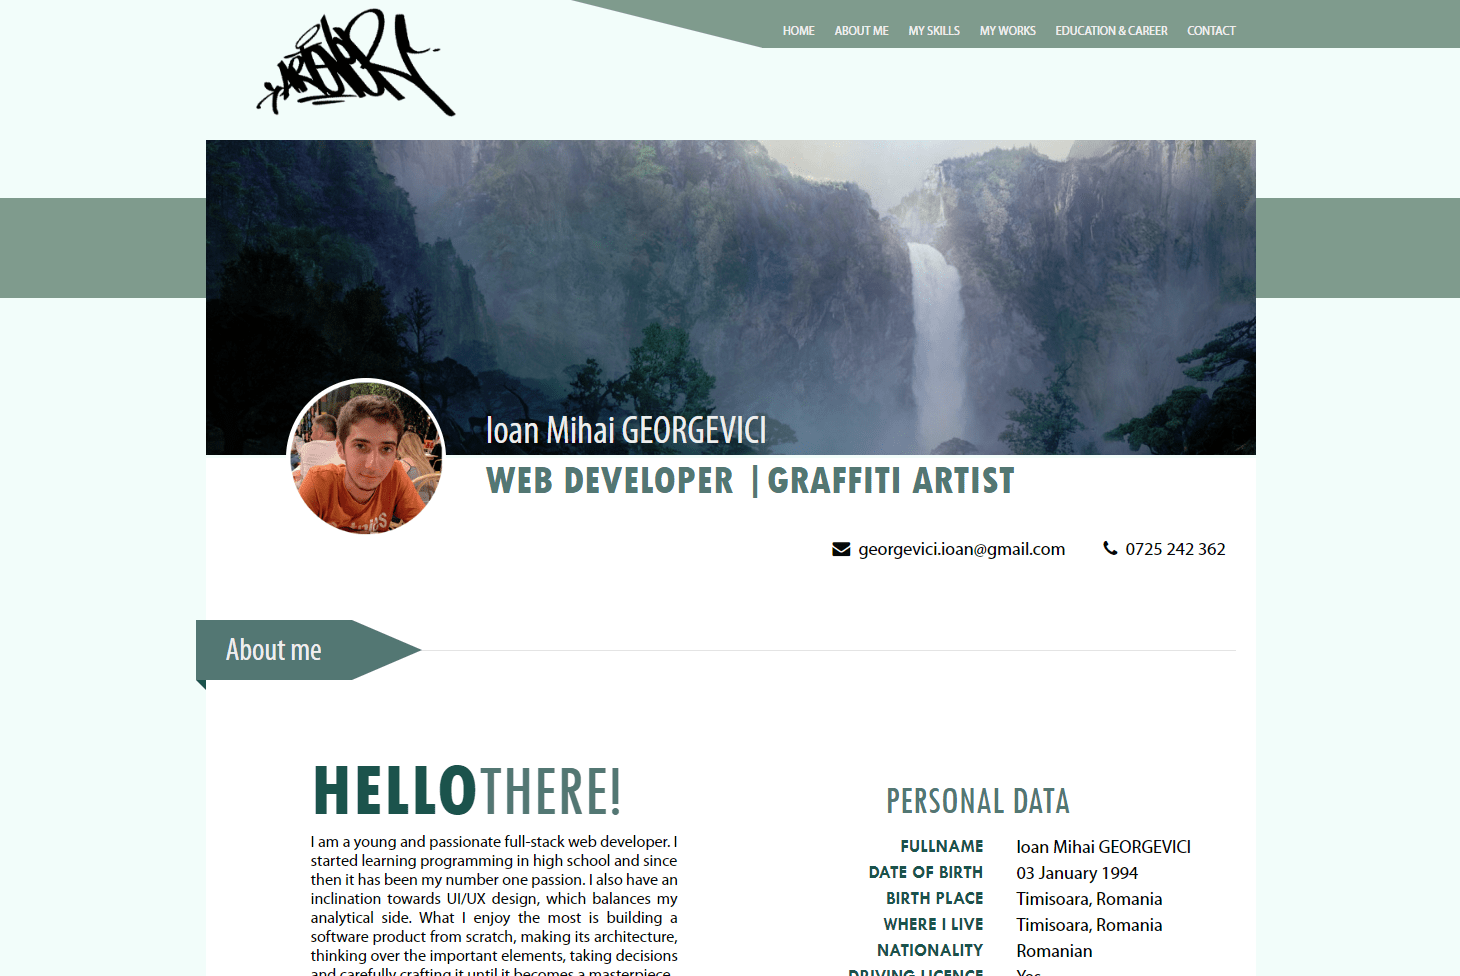 HOME ABOUT ME MY SKILLS MY WORKS EDUCATION & CAREER CONTACT
Ioan Mihai GEORGEVICI
WEB DEVELOPER | GRAFFITI ARTIST
georgevici.ioan@gmail.com 0725 242 362
About me
HELLOTHERE!
I am a young and passionate full-stack web developer. I
started learning programming in high school and since
then it has been my number one passion. I also have an
inclination towards UI/UX design, which balances my
analytical side. What I enjoy the most is building a
software product from scratch, making its architecture,
thinking over the important elements, taking decisions
and carefully crafting it until it becomes a masterpiece.
PERSONAL DATA
FULLNAME Ioan Mihai GEORGEVICI
DATE OF BIRTH 03 January 1994
BIRTH PLACE Timisoara, Romania
WHERE I LIVE Timisoara, Romania
NATIONALITY Romanian
DRIVING LICENCE Yes